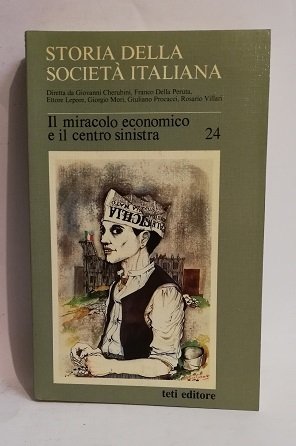 STORIA DELLA
SOCIETÀ ITALIANA
Diretta da Giovanni Cherubini, Franco Della Peruta,
Ettore Lepore, Giorgio Mori, Giuliano Procacci, Rosario Villari
Il miracolo economico
e il centro sinistra 24
SICILIA
teti editore